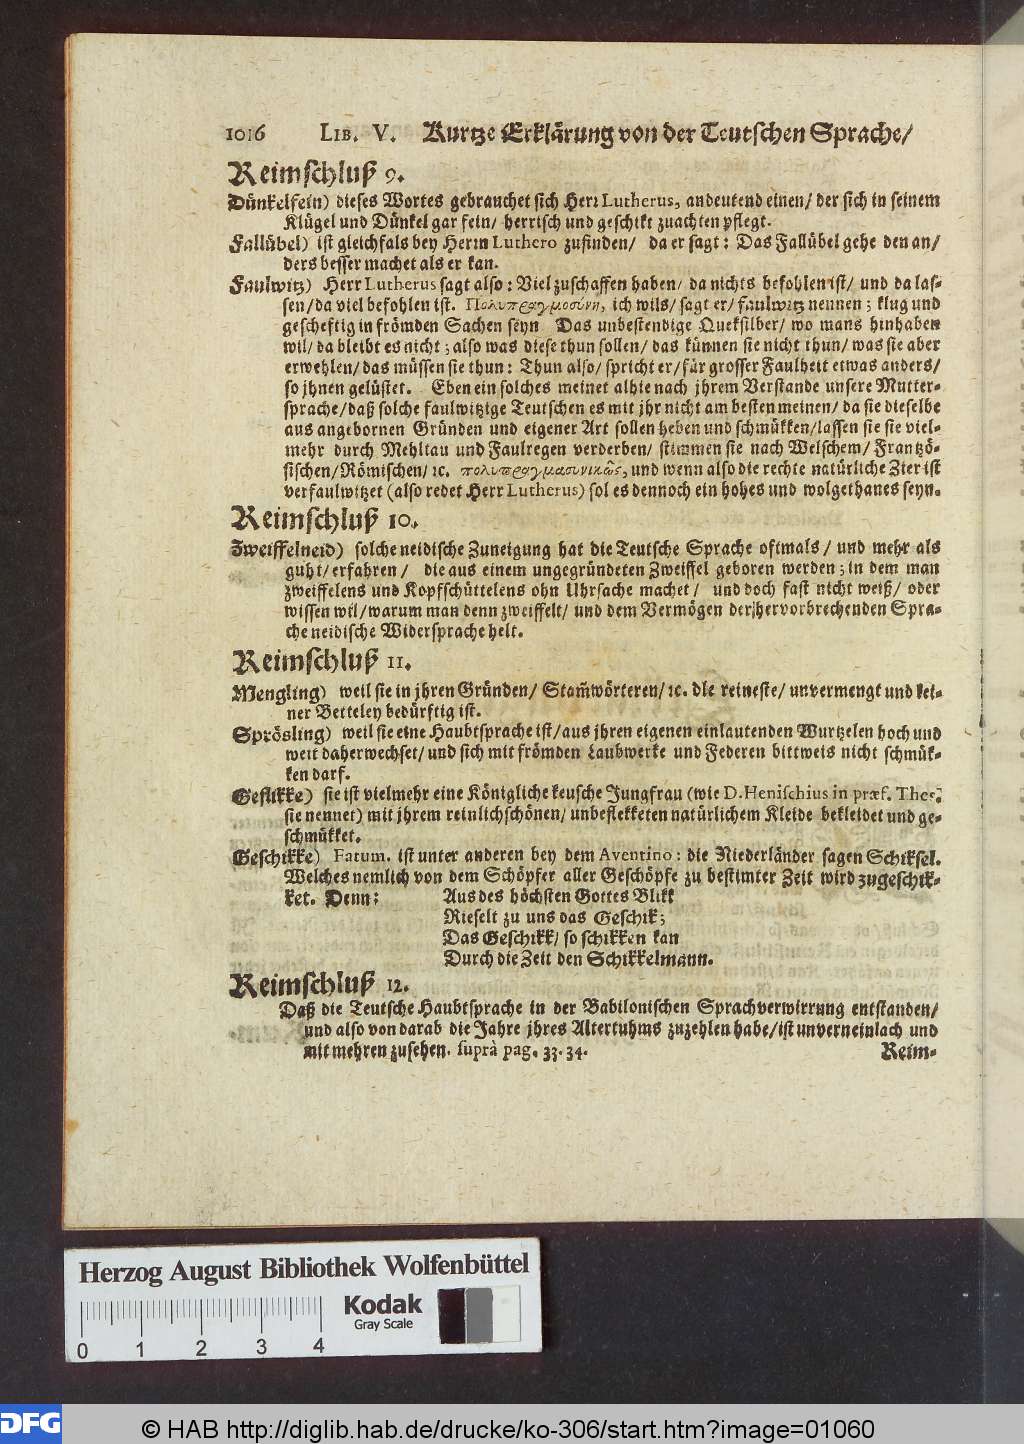 1016 LIB. V. Kurtze Erklärung von der Teutschen Sprache/
Reimschluß 9.
Dünkelfein) dieses Wortes gebrauchet sich Herr Lutherus, andeutend einen/ der sich in seinem
Klügel und Dünkel gar fein/ herrisch und geschikt zuachten pflegt.
Fallübel) ist gleichfals bey Herrn Luthero zufinden/ da er sagt: Das Fallübel gehe den an/
ders besser machet als er kan.
Faulwitz) Herr Lutherus sagt also: Viel zuschaffen haben/ da nichts befohlen ist/ und da las-
sen/ da viel befohlen ist. Πολυπραγμοσύνη, ich wils/ sagt er/ faulwitz nennen; klug und
gescheftig in frömden Sachen seyn Das unbestendige Queksilber/ wo mans hinhaben
wil/ da bleibt es nicht; also was diese thun sollen/ das künnen sie nicht thun/ was sie aber
erwehlen/ das müssen sie thun: Thun also/ spricht er/ für grosser Faulheit etwas anders/
so jhnen gelüstet. Eben ein solches meinet alhie nach jhrem Verstande unsere Mutter-
sprache/ daß solche faulwitzige Teutschen es mit jhr nicht am besten meinen/ da sie dieselbe
aus angebornen Gründen und eigener Art sollen heben und schmükken/ lassen sie sie viel-
mehr durch Mehltau und Faulregen verderben/ stimmen sie nach Welschem/ Frantzö-
sischen/ Römischen/ ꝛc. πολυπραγμασυνικῶς, und wenn also die rechte natürliche Zier ist
verfaulwitzet (also redet Herr Lutherus) sol es dennoch ein hohes und wolgethanes seyn.
Reimschluß 10.
Zweiffelneid) solche neidische Zuneigung hat die Teutsche Sprache oftmals/ und mehr als
guht/ erfahren/ die aus einem ungegründeten Zweiffel geboren werden; in dem man
zweiffelens und Kopfschüttelens ohn Uhrsache machet/ und doch fast nicht weiß/ oder
wissen wil/ warum man denn zweiffelt/ und dem Vermögen der hervorbrechenden Spra-
che neidische Widersprache helt.
Reimschluß 11.
Mengling) weil sie in jhren Gründen/ Stam̃wörteren/ ꝛc. die reineste/ unvermengt und kei-
ner Betteley bedürftig ist.
Sprösling) weil sie eine Haubtsprache ist/ aus jhren eigenen einlautenden Wurtzelen hoch und
weit daherwechset/ und sich mit frömden Laubwerke und Federen bittweis nicht schmük-
ken darf.
Geflikke) sie ist vielmehr eine Königliche keusche Jungfrau (wie D. Henischius in præf. Thes.
sie nennet) mit jhrem reinlichschönen/ unbeflekketen natürlichem Kleide bekleidet und ge-
schmükket.
Geschikke) Fatum. ist unter anderen bey dem Aventino: die Niederländer sagen Schiksel.
Welches nemlich von dem Schöpfer aller Geschöpfe zu bestimter Zeit wird zugeschik-
ket. Denn: Aus des höchsten Gottes Blikk
Rieselt zu uns das Geschik;
Das Geschikk/ so schikken kan
Durch die Zeit den Schikkelmann.
Reimschluß 12.
Daß die Teutsche Haubtsprache in der Babilonischen Sprachverwirrung entstanden/
und also von darab die Jahre jhres Altertuhms zuzehlen habe/ ist unverneinlach und
mit mehren zusehen. suprà pag. 33. 34. Reim-
Herzog August Bibliothek Wolfenbüttel
Kodak
Gray Scale
0 1 2 3 4
DFG © HAB http://diglib.hab.de/drucke/ko-306/start.htm?image=01060